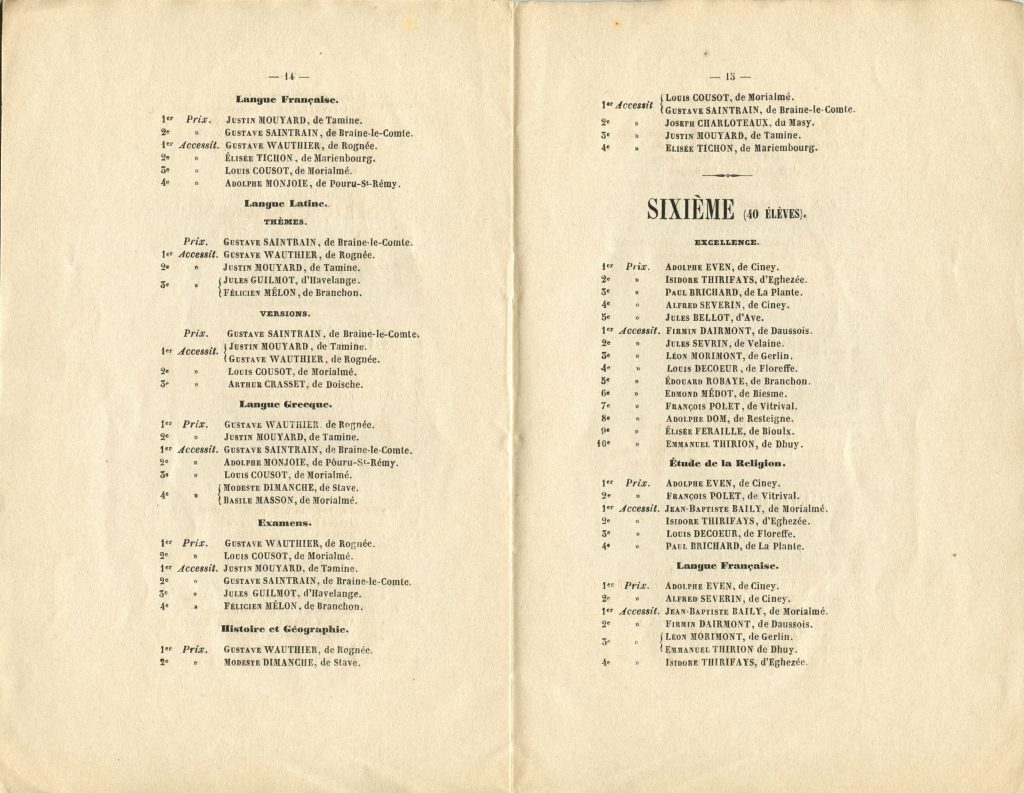 — 14 —
Langue Française.
1er Prix. JUSTIN MOUYARD, de Tamine.
2e » GUSTAVE SAINTRAIN, de Braine-le-Comte.
1er Accessit. GUSTAVE WAUTHIER, de Rognée.
2e » ÉLISÉE TICHON, de Marienbourg.
3e » LOUIS COUSOT, de Morialmé.
4e » ADOLPHE MONJOIE, de Pouru-St-Rémy.
Langue Latine.
THÈMES.
Prix. GUSTAVE SAINTRAIN, de Braine-le-Comte.
1er Accessit. GUSTAVE WAUTHIER, de Rognée.
2e » JUSTIN MOUYARD, de Tamine.
3e » { JULES GUILMOT, d'Havelange.
FÉLICIEN MÉLON, de Branchon.
VERSIONS.
Prix. GUSTAVE SAINTRAIN, de Braine-le-Comte.
1er Accessit. { JUSTIN MOUYARD, de Tamine.
GUSTAVE WAUTHIER, de Rognée.
2e » LOUIS COUSOT, de Morialmé.
3e » ARTHUR CRASSET, de Doische.
Langue Grecque.
1er Prix. GUSTAVE WAUTHIER. de Rognée.
2e » JUSTIN MOUYARD, de Tamine.
1er Accessit. GUSTAVE SAINTRAIN, de Braine-le-Comte.
2e » ADOLPHE MONJOIE, de Pouru-St-Rémy.
3e » LOUIS COUSOT, de Morialmé.
4e » { MODESTE DIMANCHE, de Stave.
BASILE MASSON, de Morialmé.
Examens.
1er Prix. GUSTAVE WAUTHIER, de Rognée.
2e » LOUIS COUSOT, de Morialmé.
1er Accessit. JUSTIN MOUYARD, de Tamine.
2e » GUSTAVE SAINTRAIN, de Braine-le-Comte.
3e » JULES GUILMOT, d'Havelange.
4e » FÉLICIEN MÉLON, de Branchon.
Histoire et Géographie.
1er Prix. GUSTAVE WAUTHIER, de Rognée.
2e » MODESTE DIMANCHE, de Stave.
— 15 —
1er Accessit { LOUIS COUSOT, de Morialmé.
GUSTAVE SAINTRAIN, de Braine-le-Comte.
2e » JOSEPH CHARLOTEAUX, du Masy.
3e » JUSTIN MOUYARD, de Tamine.
4e » ELISÉE TICHON, de Mariembourg.
SIXIÈME (40 ÉLÈVES).
EXCELLENCE.
1er Prix. ADOLPHE EVEN, de Ciney.
2e » ISIDORE THIRIFAYS, d'Eghezée.
3e » PAUL BRICHARD, de La Plante.
4e » ALFRED SEVERIN, de Ciney.
5e » JULES BELLOT, d'Ave.
1er Accessit. FIRMIN DAIRMONT, de Daussois.
2e » JULES SEVRIN, de Velaine.
3e » LÉON MORIMONT, de Gerlin.
4e » LOUIS DECOEUR, de Floreffe.
5e » ÉDOUARD ROBAYE, de Branchon.
6e » EDMOND MÉDOT, de Biesme.
7e » FRANÇOIS POLET, de Vitrival.
8e » ADOLPHE DOM, de Resteigne.
9e » ÉLISÉE FERAILLE, de Bioulx.
10e » EMMANUEL THIRION, de Dhuy.
Étude de la Religion.
1er Prix. ADOLPHE EVEN, de Ciney.
2e » FRANÇOIS POLET, de Vitrival.
1er Accessit. JEAN-BAPTISTE BAILY, de Morialmé.
2e » ISIDORE THIRIFAYS, d'Eghezée.
3e » LOUIS DECOEUR, de Floreffe.
4e » PAUL BRICHARD, de La Plante.
Langue Française.
1er Prix. ADOLPHE EVEN, de Ciney.
2e » ALFRED SEVERIN, de Ciney.
1er Accessit. JEAN-BAPTISTE BAILY, de Morialmé.
2e » FIRMIN DAIRMONT, de Daussois.
3e » { LÉON MORIMONT, de Gerlin.
EMMANUEL THIRION de Dhuy.
4e » ISIDORE THIRIFAYS, d'Eghezée.